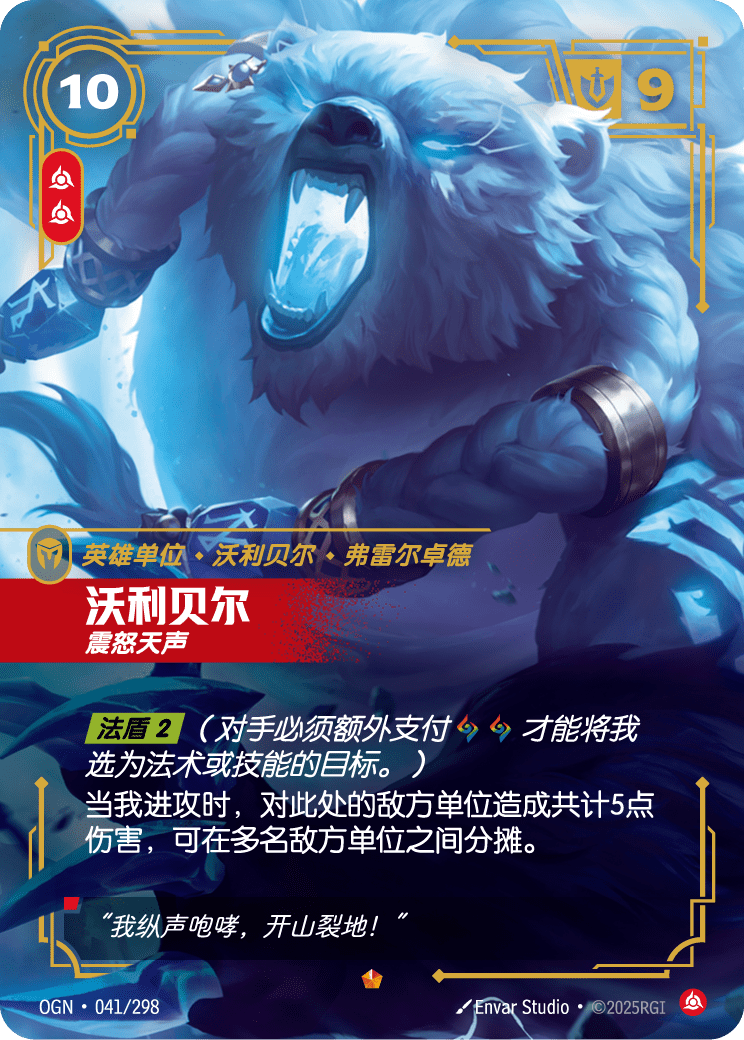 10
9
英雄单位 • 沃利贝尔 • 弗雷尔卓德
沃利贝尔
震怒天声
法盾 2 （对手必须额外支付 才能将我
选为法术或技能的目标。）
当我进攻时，对此处的敌方单位造成共计5点
伤害，可在多名敌方单位之间分摊。
“我纵声咆哮，开山裂地！”
OGN • 041/298
Envar Studio • ©2025RGI